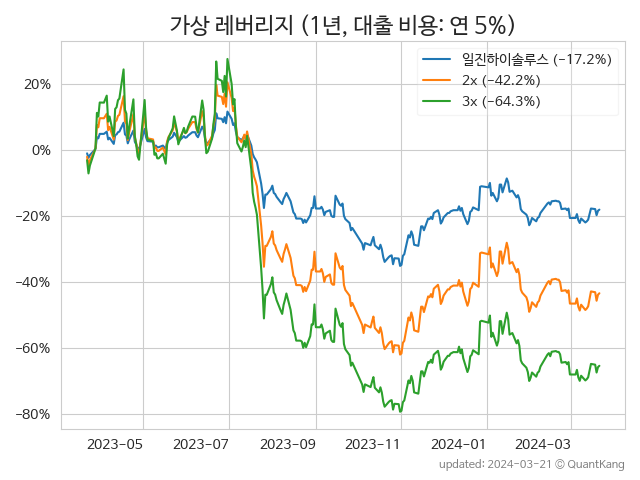 가상 레버리지 (1년, 대출 비용: 연 5%)
일진하이솔루스 (−17.2%)
2x (−42.2%)
3x (−64.3%)
20%
0%
−20%
−40%
−60%
−80%
2023-05
2023-07
2023-09
2023-11
2024-01
2024-03
updated: 2024-03-21 © QuantKang